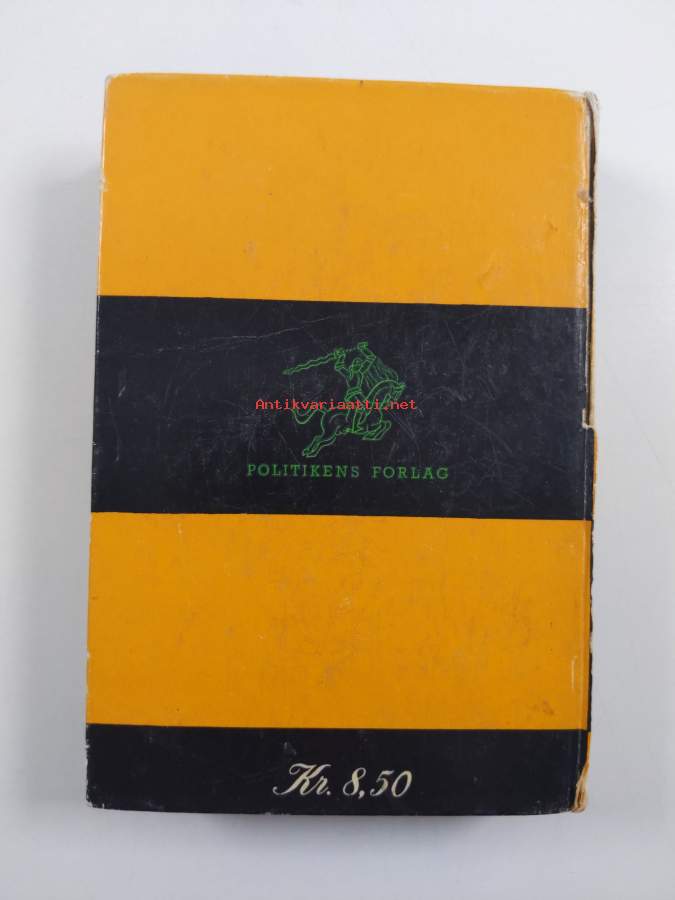 Antikvariaatti.net
POLITIKENS FORLAG
Kr. 8,50